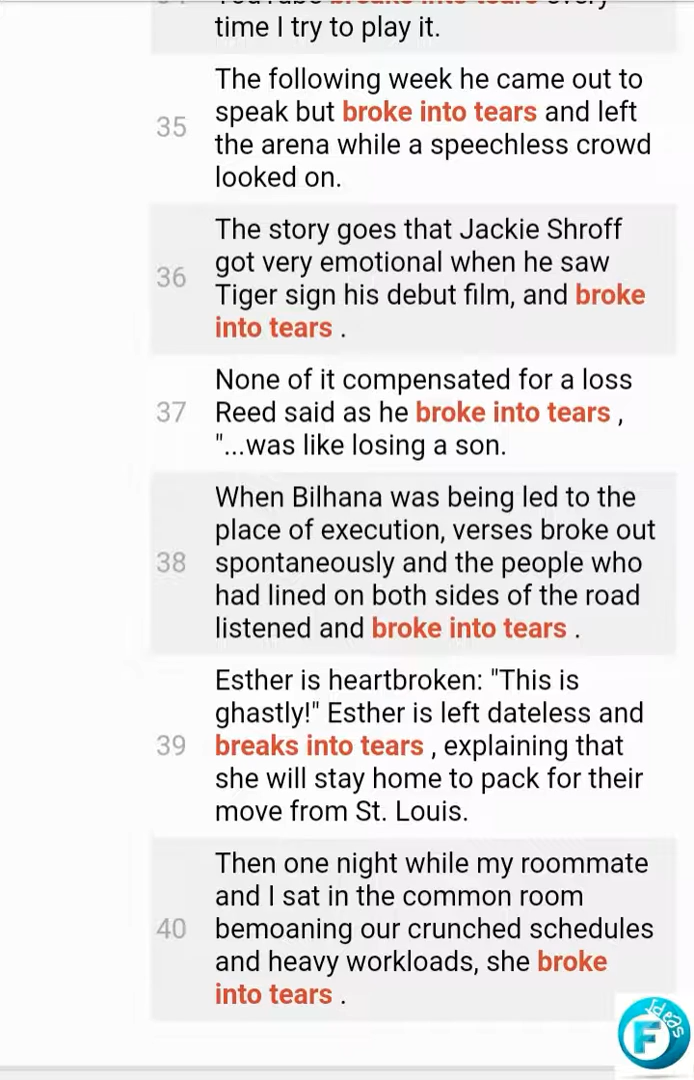 time I try to play it.
The following week he came out to
35
speak but broke into tears and left
the arena while a speechless crowd
looked on.
The story goes that Jackie Shroff
36
got very emotional when he saw
Tiger sign his debut film, and broke
into tears .
None of it compensated for a loss
37
Reed said as he broke into tears ,
"...was like losing a son.
When Bilhana was being led to the
place of execution, verses broke out
38
spontaneously and the people who
had lined on both sides of the road
listened and broke into tears .
Esther is heartbroken: "This is
ghastly!" Esther is left dateless and
39
breaks into tears , explaining that
she will stay home to pack for their
move from St. Louis.
Then one night while my roommate
and I sat in the common room
40
bemoaning our crunched schedules
and heavy workloads, she broke
into tears .
Ideas
F